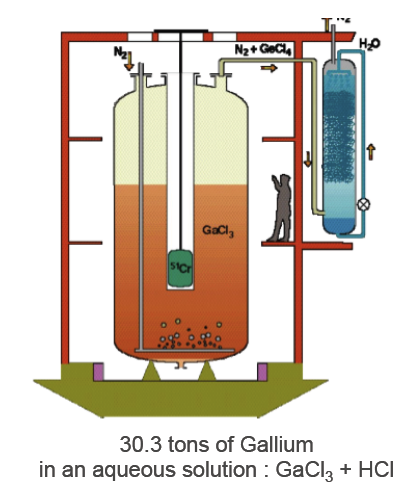 N₂
N₂ + GeCl₄
H₂O
GaCl₃
⁵¹Cr
30.3 tons of Gallium
in an aqueous solution : GaCl₃ + HCl